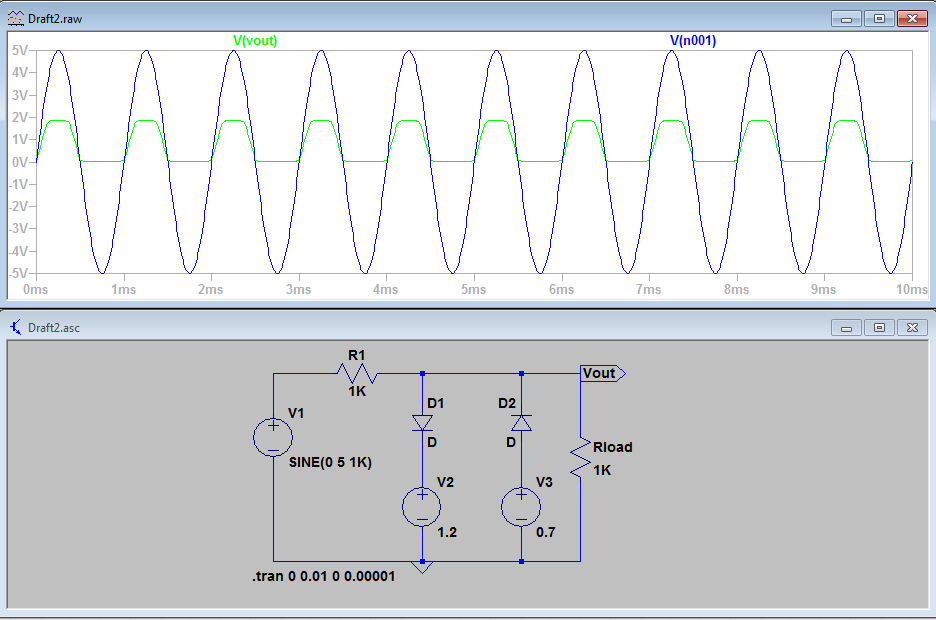 Draft2.raw
V(vout) V(n001)
5V
4V
3V
2V
1V
0V
-1V
-2V
-3V
-4V
-5V
0ms 1ms 2ms 3ms 4ms 5ms 6ms 7ms 8ms 9ms 10ms
Draft2.asc
R1
1K
Vout
D1
D2
V1
D
D
SINE(0 5 1K)
Rload
1K
V2
V3
1.2
0.7
.tran 0 0.01 0 0.00001